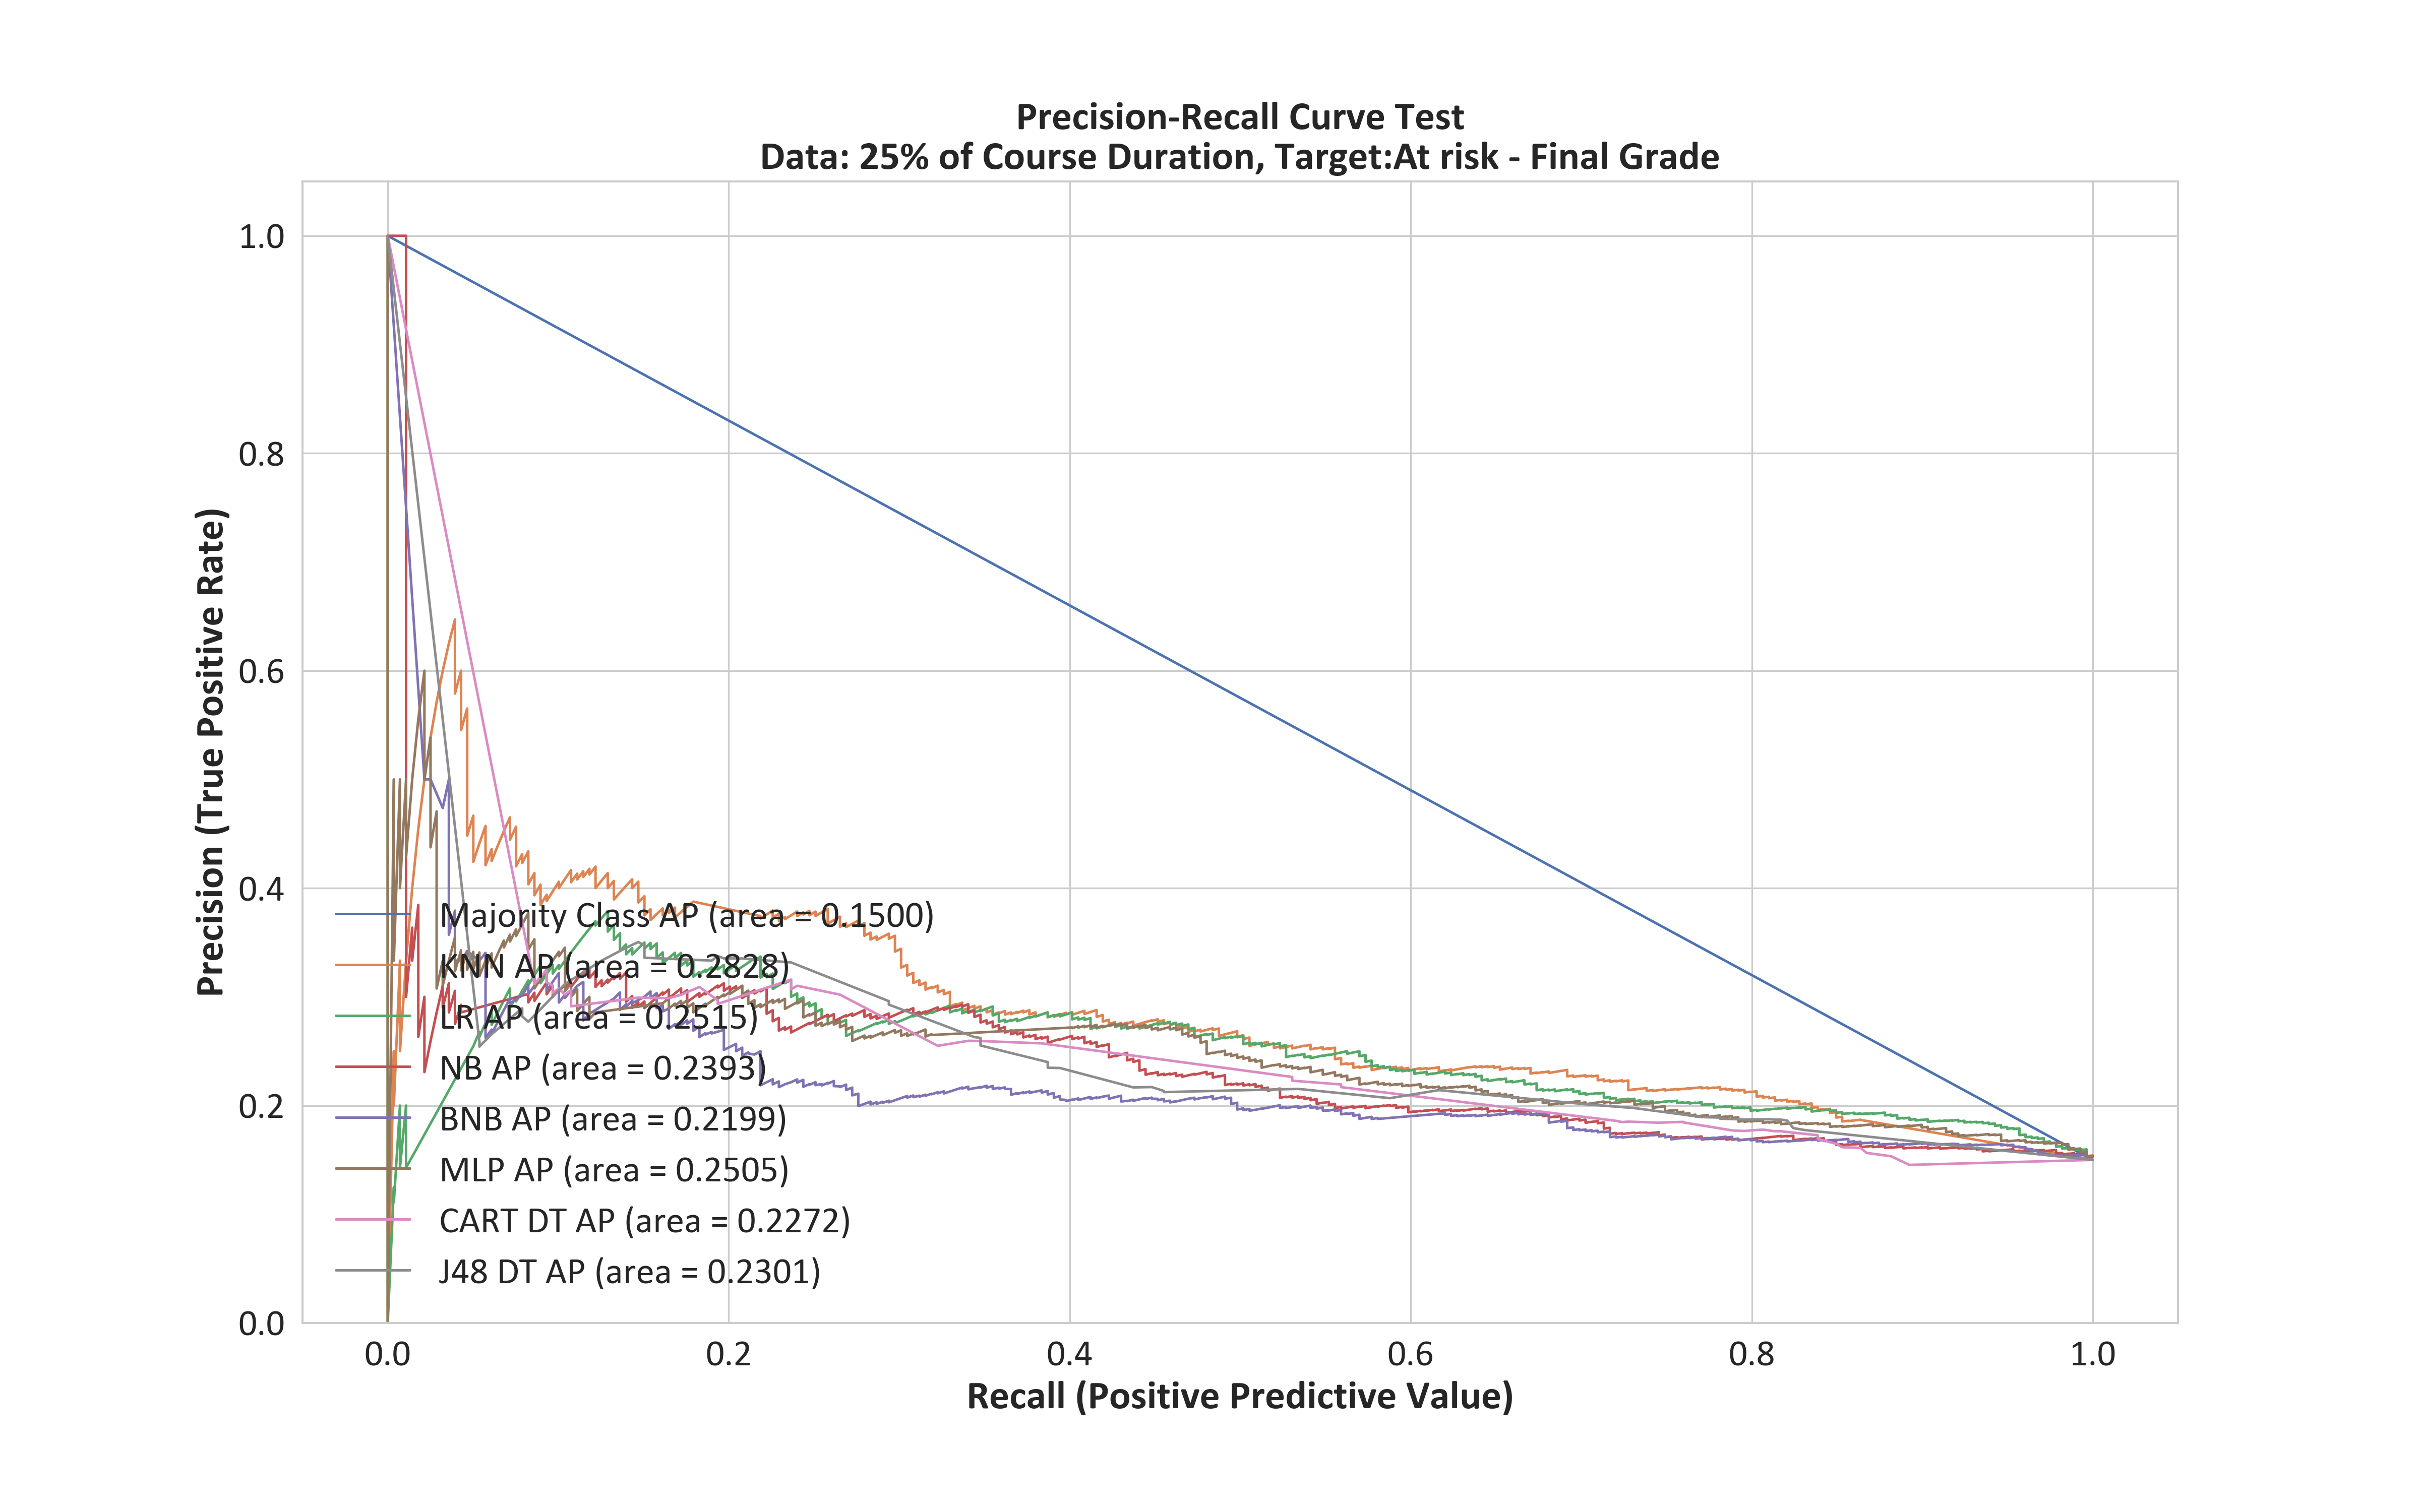 Precision-Recall Curve Test
Data: 25% of Course Duration, Target:At risk - Final Grade
Precision (True Positive Rate)
1.0
0.8
0.6
0.4
0.2
0.0
Majority Class AP (area = 0.1500)
KNN AP (area = 0.2828)
LR AP (area = 0.2515)
NB AP (area = 0.2393)
BNB AP (area = 0.2199)
MLP AP (area = 0.2505)
CART DT AP (area = 0.2272)
J48 DT AP (area = 0.2301)
0.0 0.2 0.4 0.6 0.8 1.0
Recall (Positive Predictive Value)